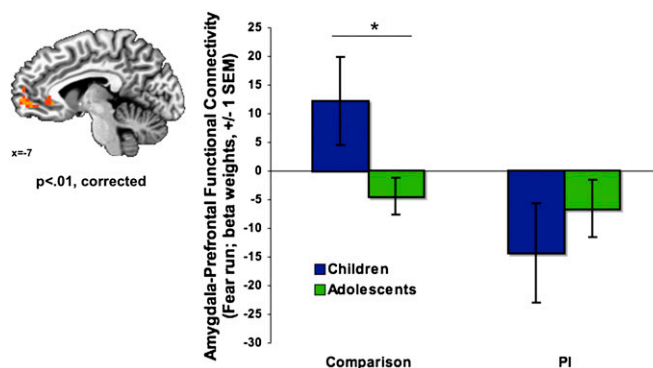 x=-7
p<.01, corrected
Amygdala-Prefrontal Functional Connectivity
(Fear run; beta weights, +/- 1 SEM)
25
20
15
10
5
0
-5
-10
-15
-20
-25
-30
*
Children
Adolescents
Comparison
PI